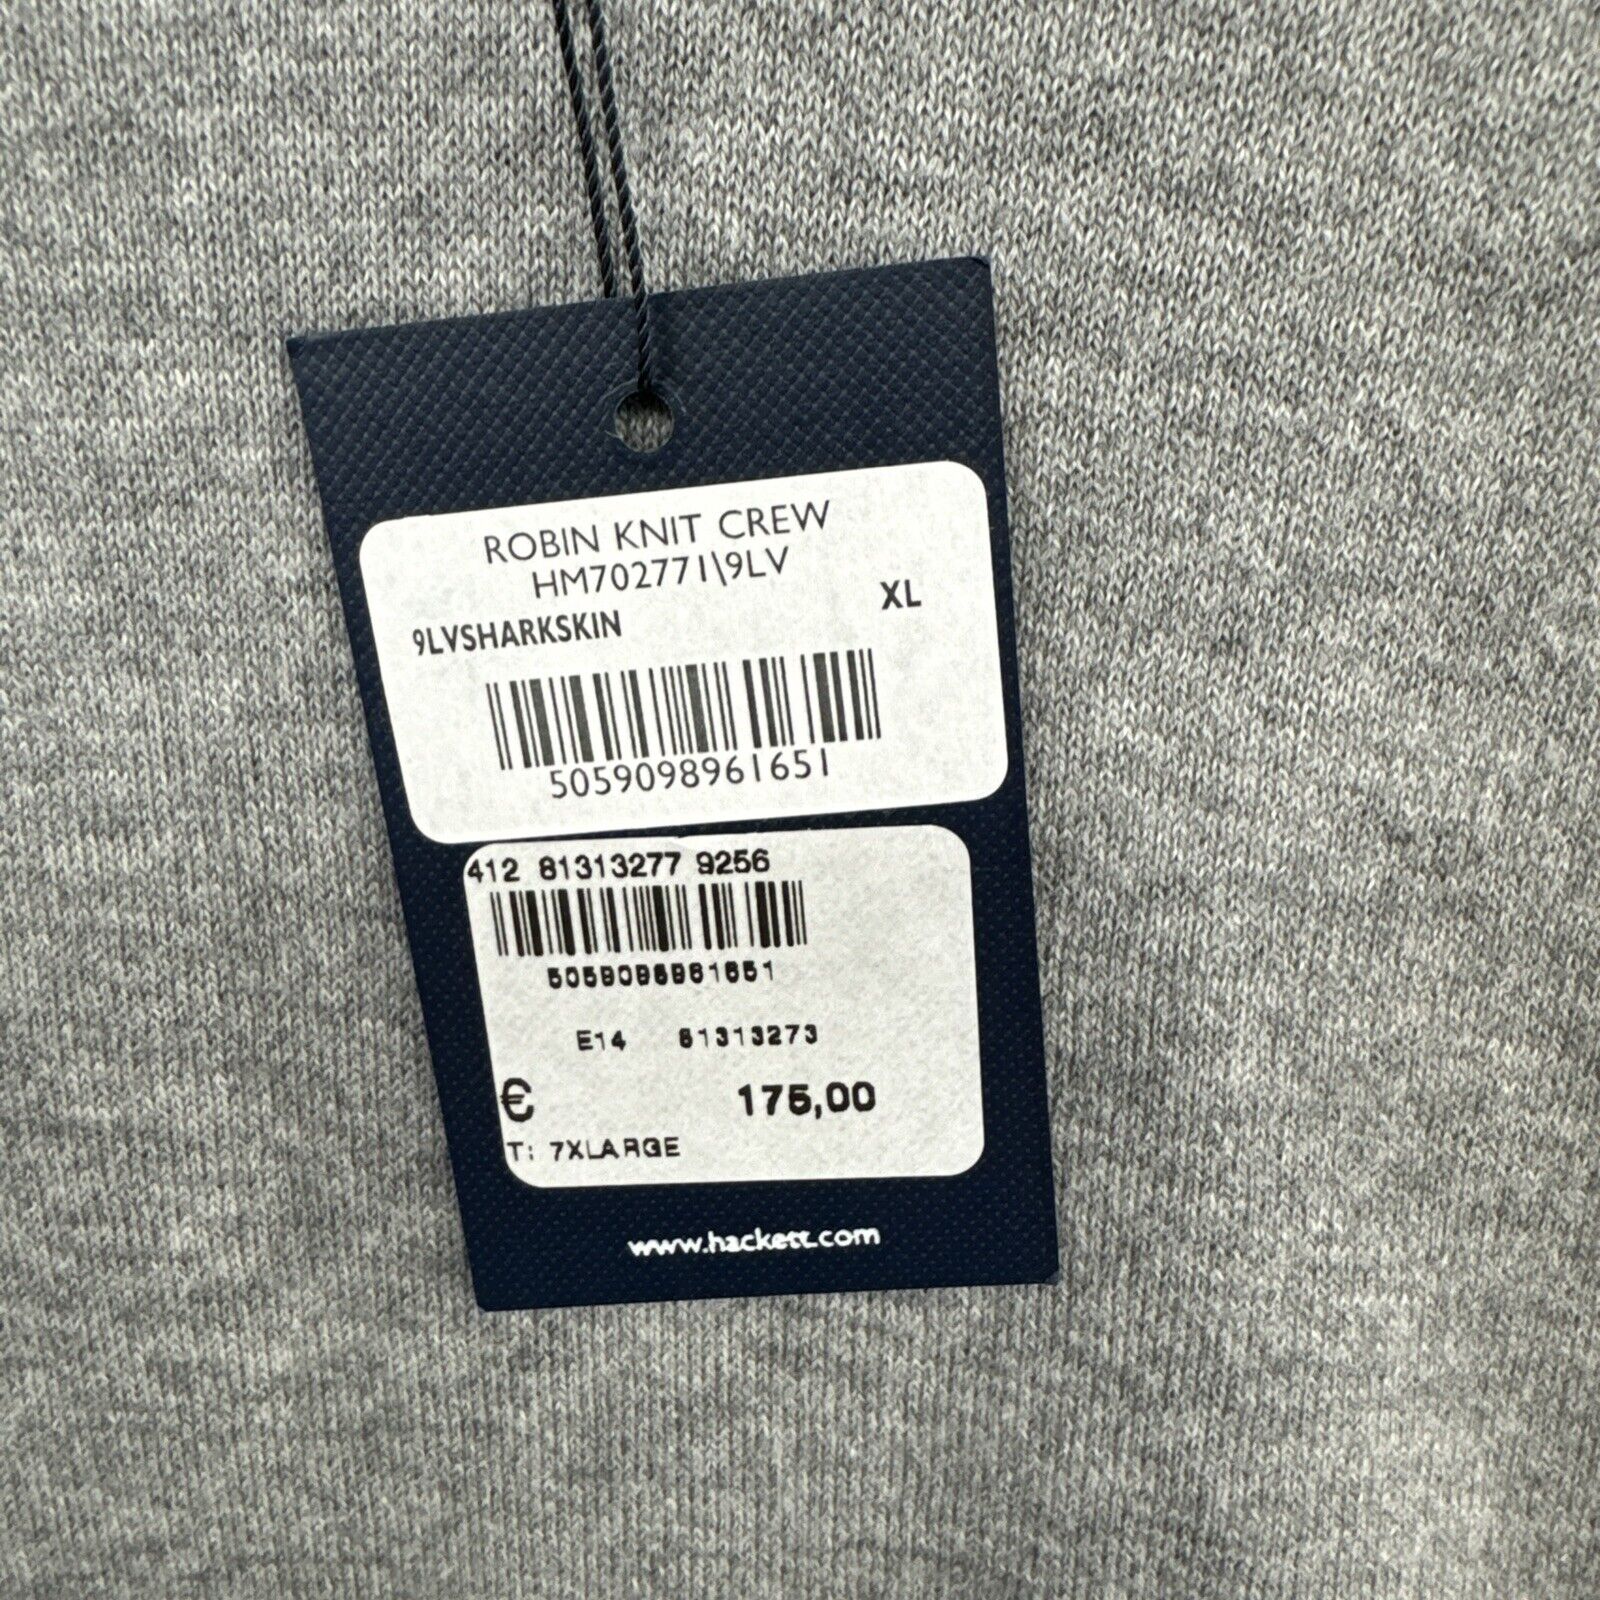 ROBIN KNIT CREW
HM702771\9LV
9LVSHARKSKIN XL
5059098961651
412 81313277 9256
5059098961651
E14 81313273
€ 175,00
T: 7XLARGE
www.hackett.com